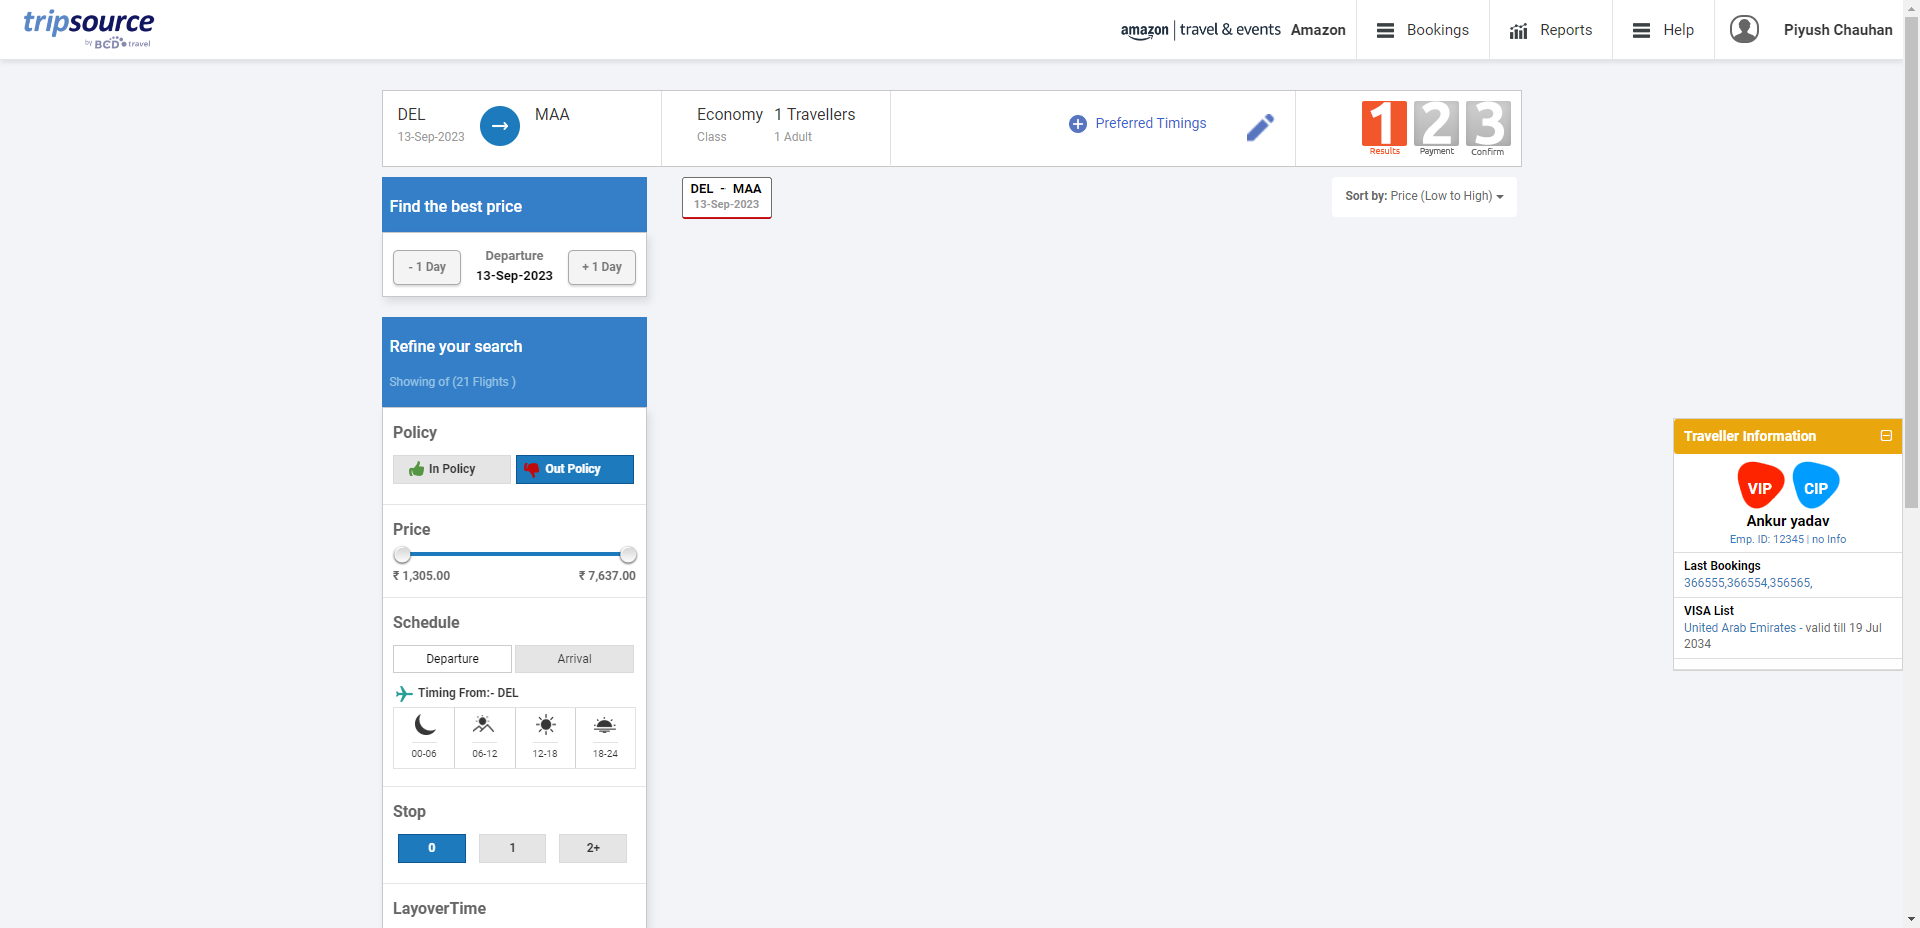 tripsource
by BCD travel
amazon | travel & events Amazon
Bookings
Reports
Help
Piyush Chauhan
DEL
13-Sep-2023
MAA
Economy
Class
1 Travellers
1 Adult
Preferred Timings
1 2 3
Results Payment Confirm
Find the best price
- 1 Day
Departure
13-Sep-2023
+ 1 Day
DEL - MAA
13-Sep-2023
Sort by: Price (Low to High)
Refine your search
Showing of (21 Flights )
Policy
In Policy
Out Policy
Price
₹ 1,305.00
₹ 7,637.00
Schedule
Departure
Arrival
Timing From:- DEL
00-06
06-12
12-18
18-24
Stop
0
1
2+
LayoverTime
Traveller Information
VIP
CIP
Ankur yadav
Emp. ID: 12345 | no Info
Last Bookings
366555,366554,356565,
VISA List
United Arab Emirates - valid till 19 Jul
2034